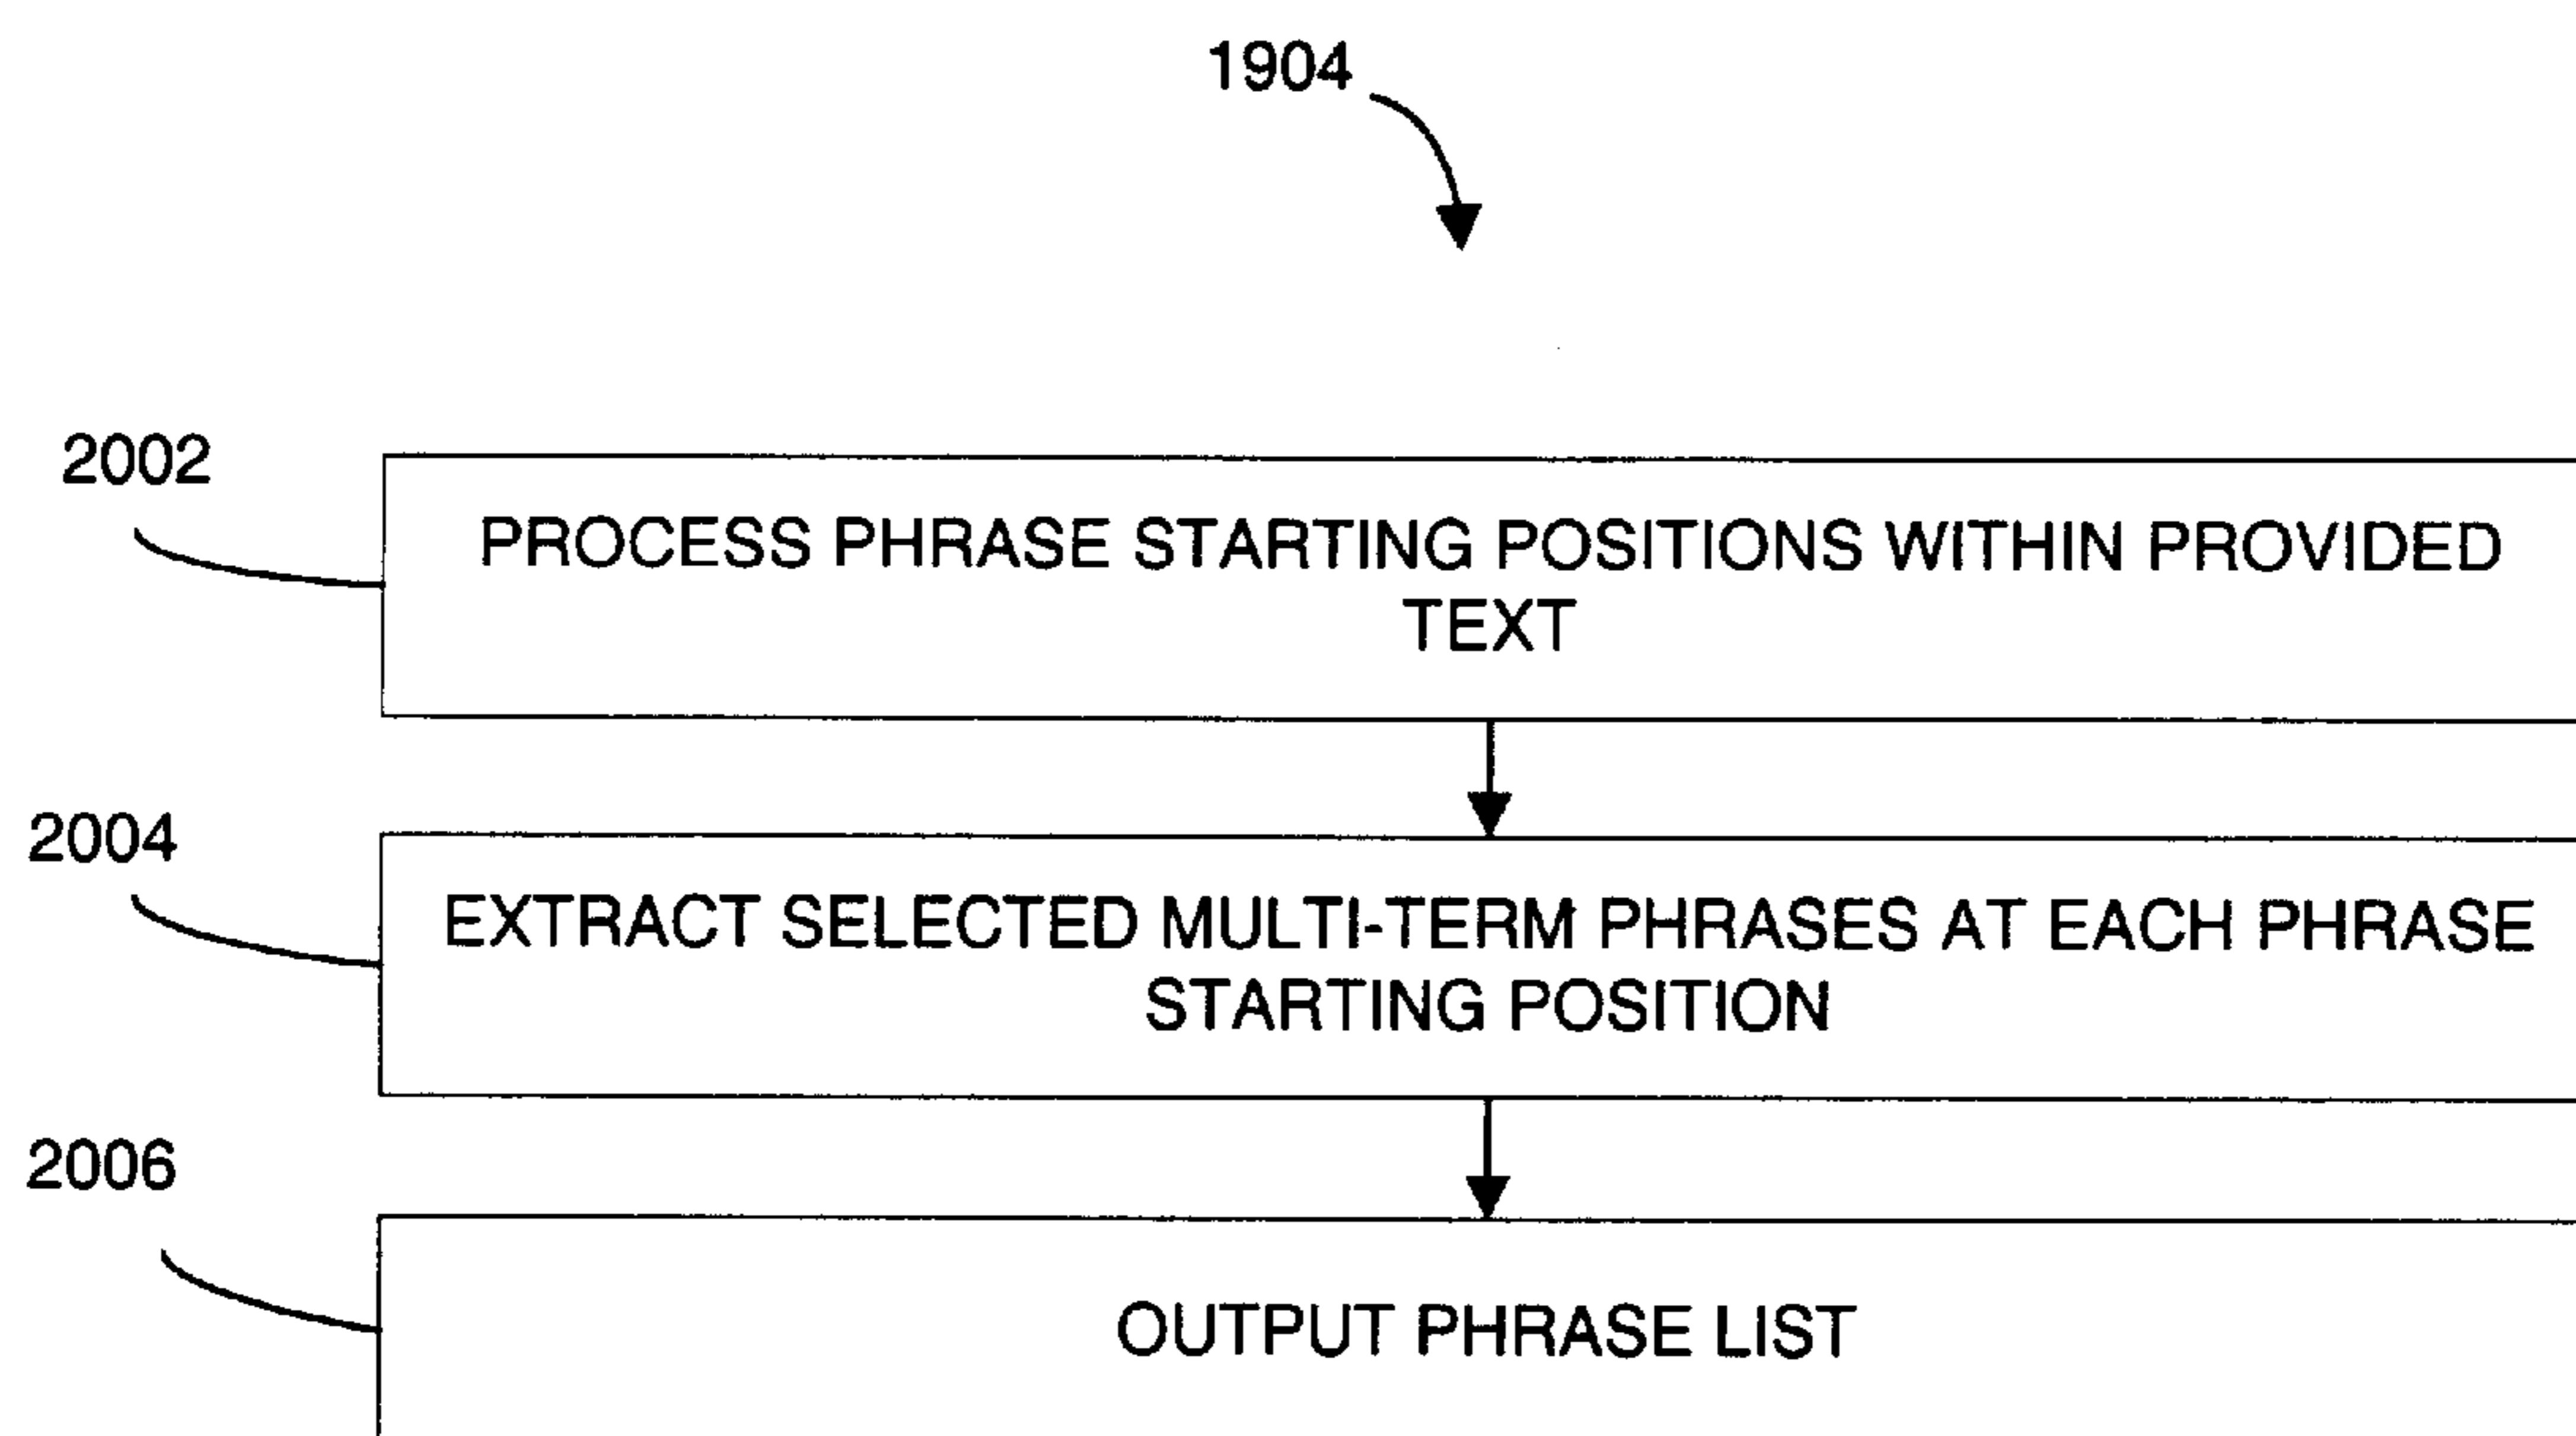 1904
2002
PROCESS PHRASE STARTING POSITIONS WITHIN PROVIDED
TEXT
2004
EXTRACT SELECTED MULTI-TERM PHRASES AT EACH PHRASE
STARTING POSITION
2006
OUTPUT PHRASE LIST